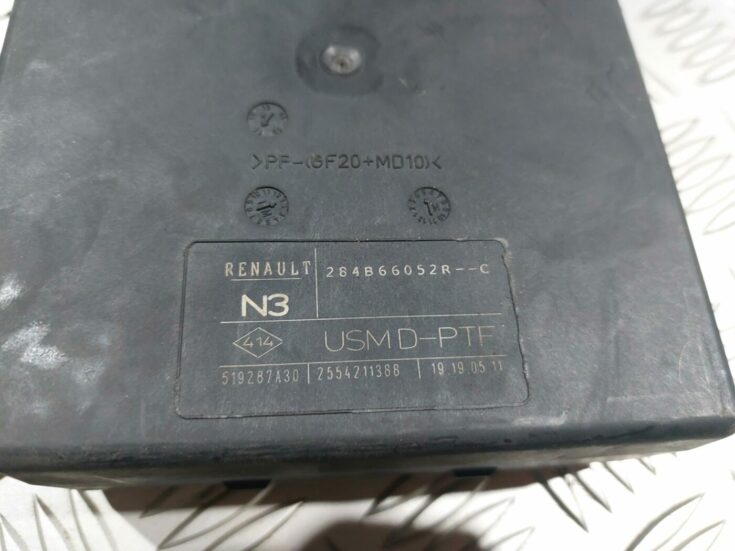 >PP-(GF20+MD10)<
RENAULT 284B66052R--C
N3
414 USM D-PTF
519287A30 2554211388 19.19.05.11